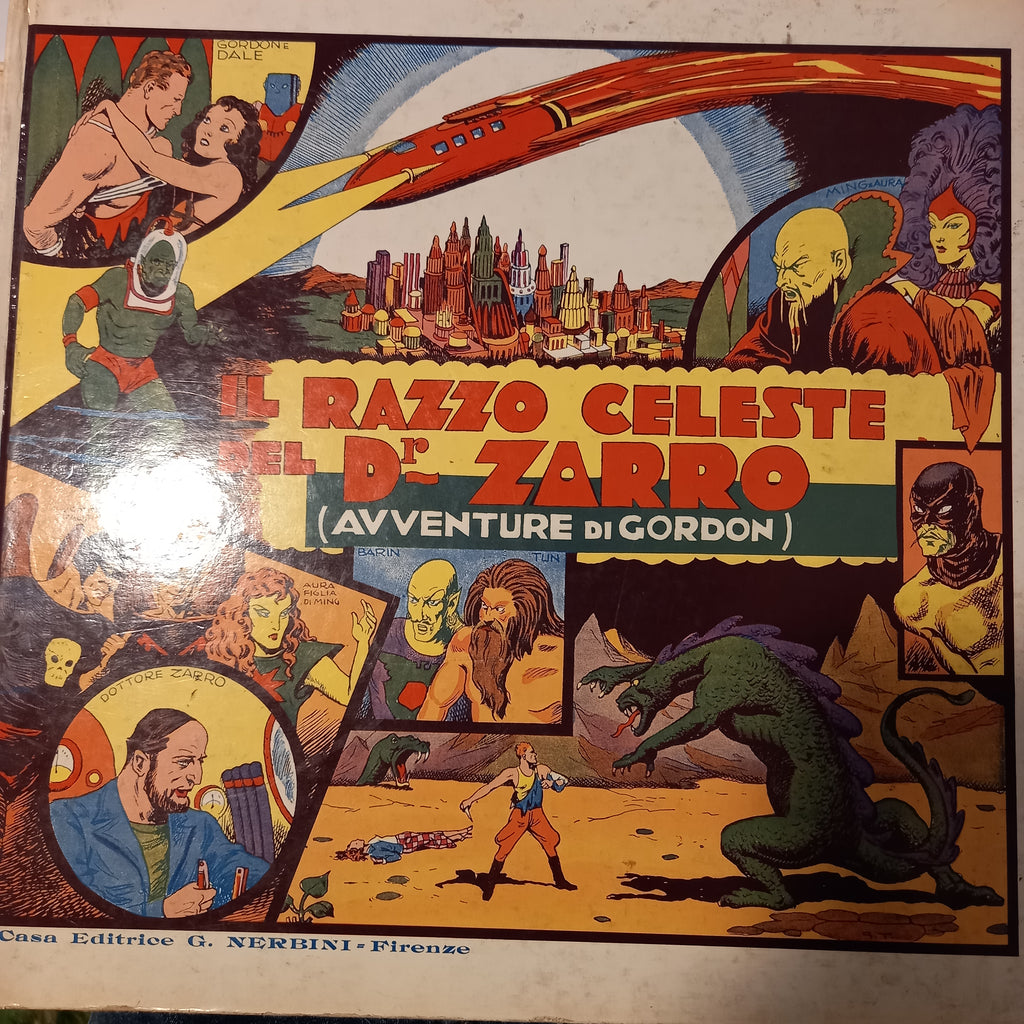 GORDON E
DALE
MING e AURA
IL RAZZO CELESTE
DEL Dr ZARRO
(AVVENTURE DI GORDON)
BARIN
TUN
AURA
FIGLIA
DI MING
DOTTORE ZARRO
Casa Editrice G. NERBINI = Firenze